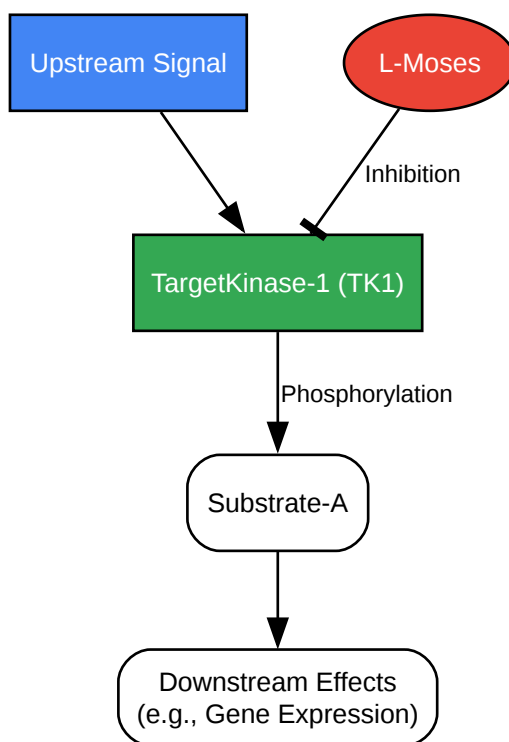 Upstream Signal
L-Moses
Inhibition
TargetKinase-1 (TK1)
Phosphorylation
Substrate-A
Downstream Effects
(e.g., Gene Expression)